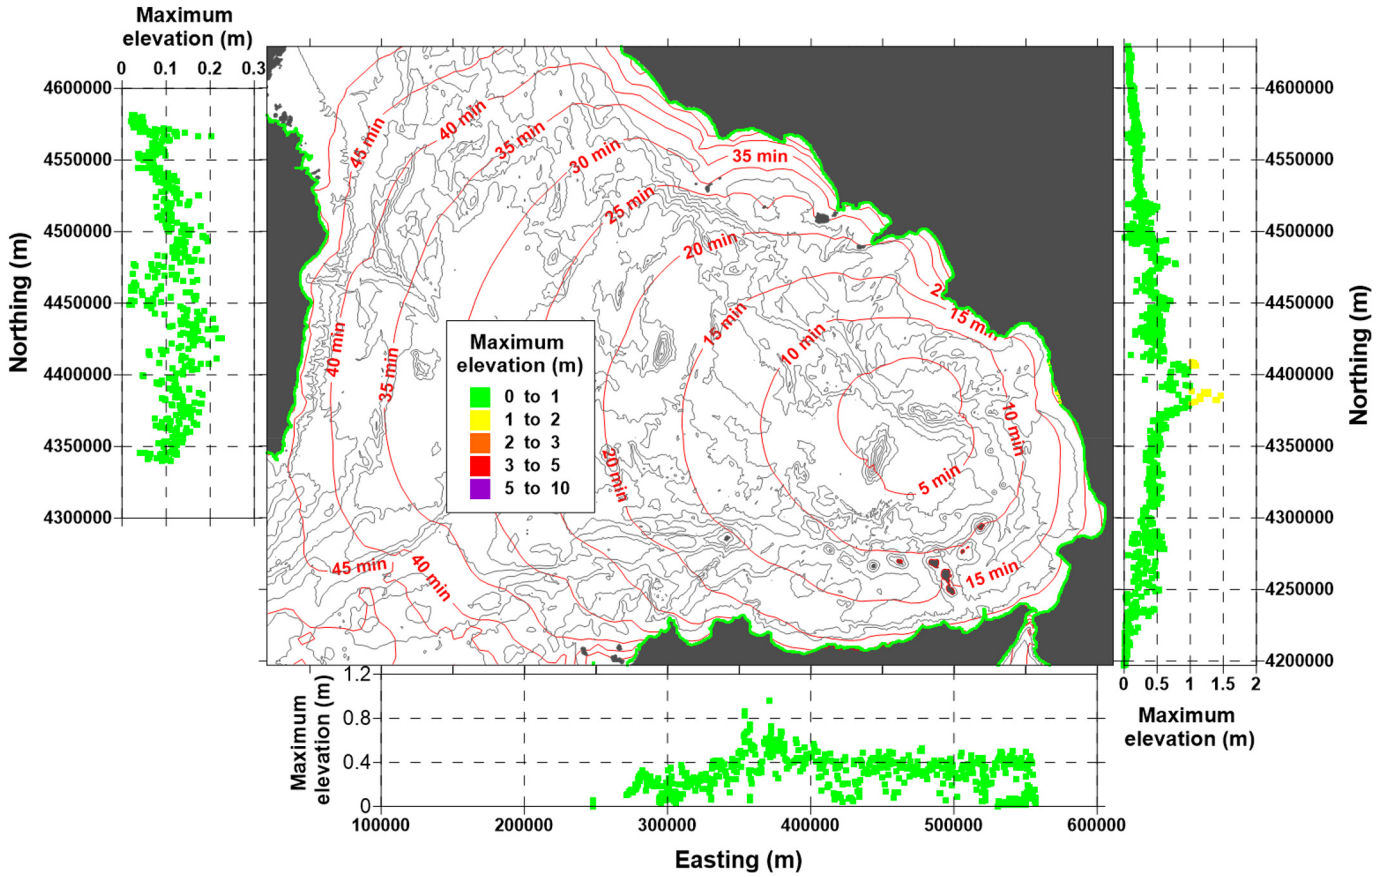 Maximum
elevation (m)
0 0.1 0.2 0.3
4600000
4550000
4500000
4450000
4400000
4350000
4300000
Northing (m)
45 min
40 min
35 min
30 min
25 min
20 min
15 min
10 min
5 min
35 min
2
15 min
10 min
15 min
20 min
40 min
35 min
45 min
40 min
Maximum
elevation (m)
0 to 1
1 to 2
2 to 3
3 to 5
5 to 10
4600000
4550000
4500000
4450000
4400000
4350000
4300000
4250000
4200000
Northing (m)
0 0.5 1 1.5 2
Maximum
elevation (m)
Maximum
elevation (m)
1.2
0.8
0.4
0
100000 200000 300000 400000 500000 600000
Easting (m)